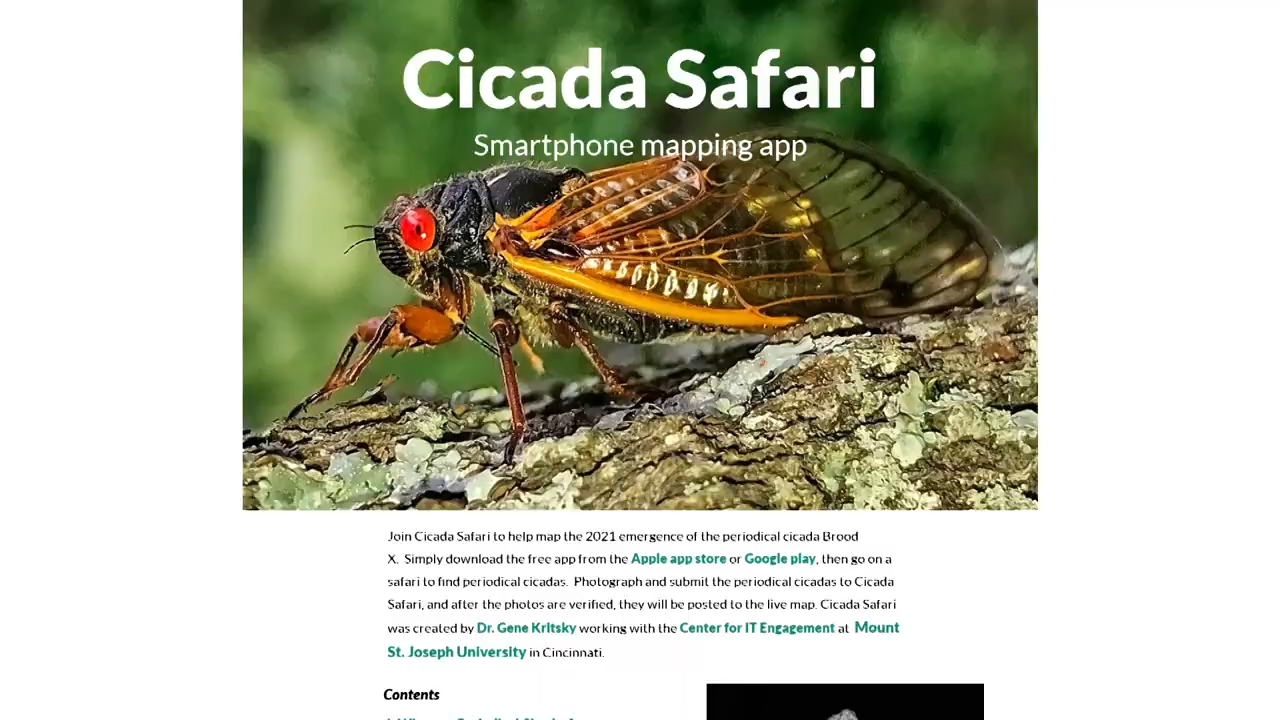 Cicada Safari
Smartphone mapping app
Join Cicada Safari to help map the 2021 emergence of the periodical cicada Brood
X.  Simply download the free app from the Apple app store or Google play, then go on a
safari to find periodical cicadas.  Photograph and submit the periodical cicadas to Cicada
Safari, and after the photos are verified, they will be posted to the live map. Cicada Safari
was created by Dr. Gene Kritsky working with the Center for IT Engagement at  Mount
St. Joseph University in Cincinnati.
Contents